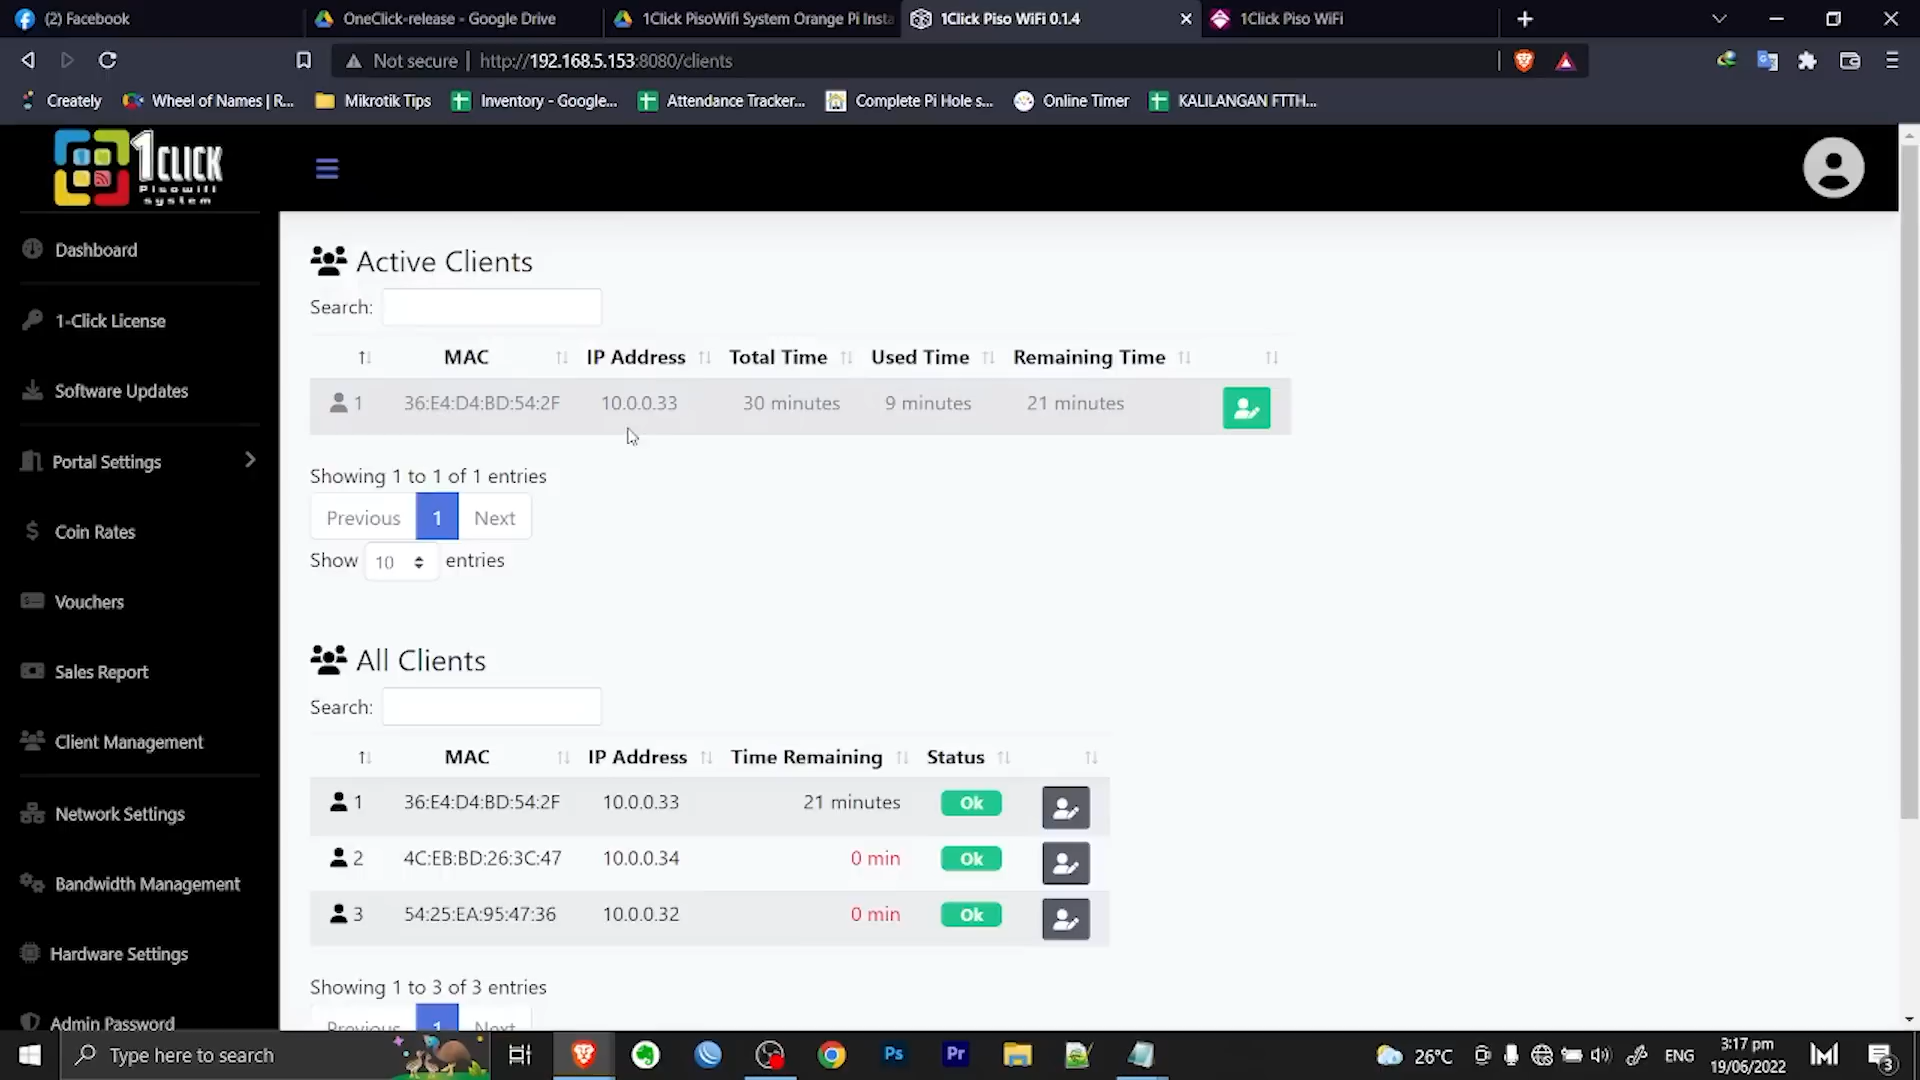 (2) Facebook
OneClick-release - Google Drive
1Click PisoWifi System Orange Pi Insta
1Click Piso WiFi 0.1.4
1Click Piso WiFi
Not secure
http://192.168.5.153:8080/clients
Creately
Wheel of Names | R...
Mikrotik Tips
Inventory - Google...
Attendance Tracker...
Complete Pi Hole s...
Online Timer
KALILANGAN FTTH...
1CLICK
Pisowifi
system
Dashboard
1-Click License
Software Updates
Portal Settings
Coin Rates
Vouchers
Sales Report
Client Management
Network Settings
Bandwidth Management
Hardware Settings
Admin Password
Active Clients
Search:
MAC IP Address Total Time Used Time Remaining Time
1 36:E4:D4:BD:54:2F 10.0.0.33 30 minutes 9 minutes 21 minutes
Showing 1 to 1 of 1 entries
Previous 1 Next
Show 10 entries
All Clients
Search:
MAC IP Address Time Remaining Status
1 36:E4:D4:BD:54:2F 10.0.0.33 21 minutes Ok
2 4C:EB:BD:26:3C:47 10.0.0.34 0 min Ok
3 54:25:EA:95:47:36 10.0.0.32 0 min Ok
Showing 1 to 3 of 3 entries
Previous 1 Next
Type here to search
Ps
Pr
26°C
ENG
3:17 pm
19/06/2022
3